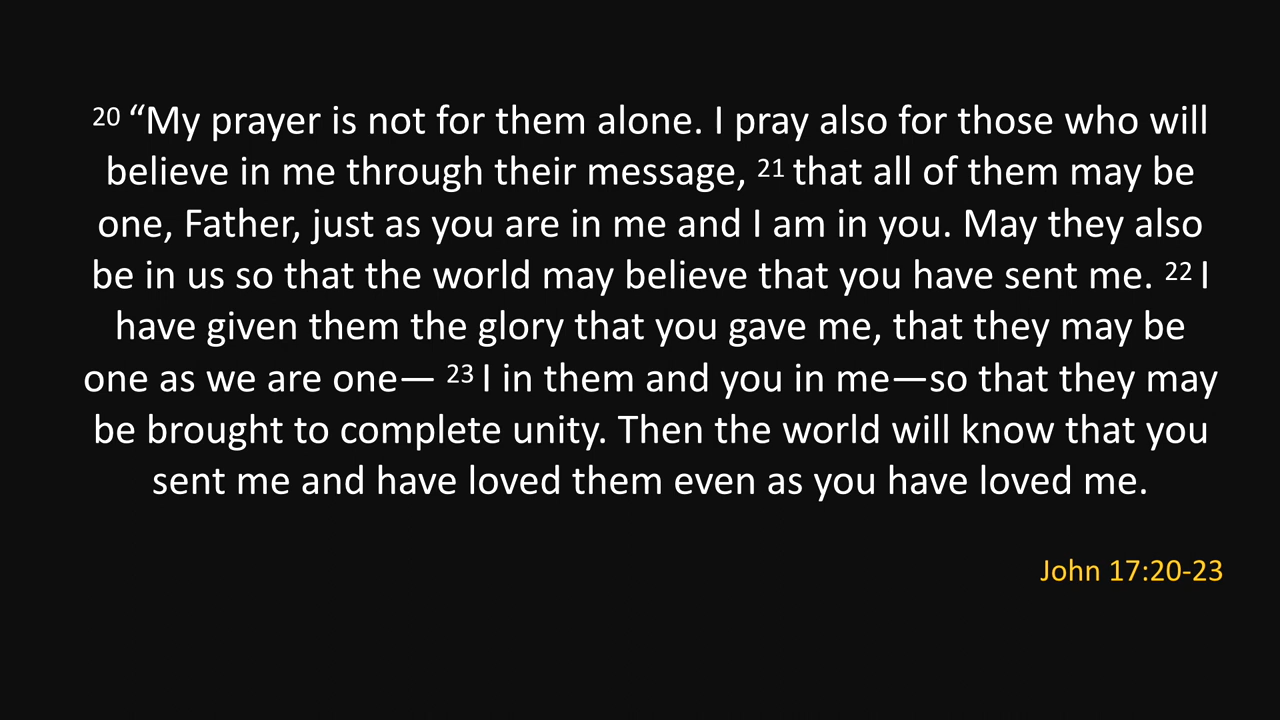 20 “My prayer is not for them alone. I pray also for those who will
believe in me through their message, 21 that all of them may be
one, Father, just as you are in me and I am in you. May they also
be in us so that the world may believe that you have sent me. 22 I
have given them the glory that you gave me, that they may be
one as we are one— 23 I in them and you in me—so that they may
be brought to complete unity. Then the world will know that you
sent me and have loved them even as you have loved me.
John 17:20-23